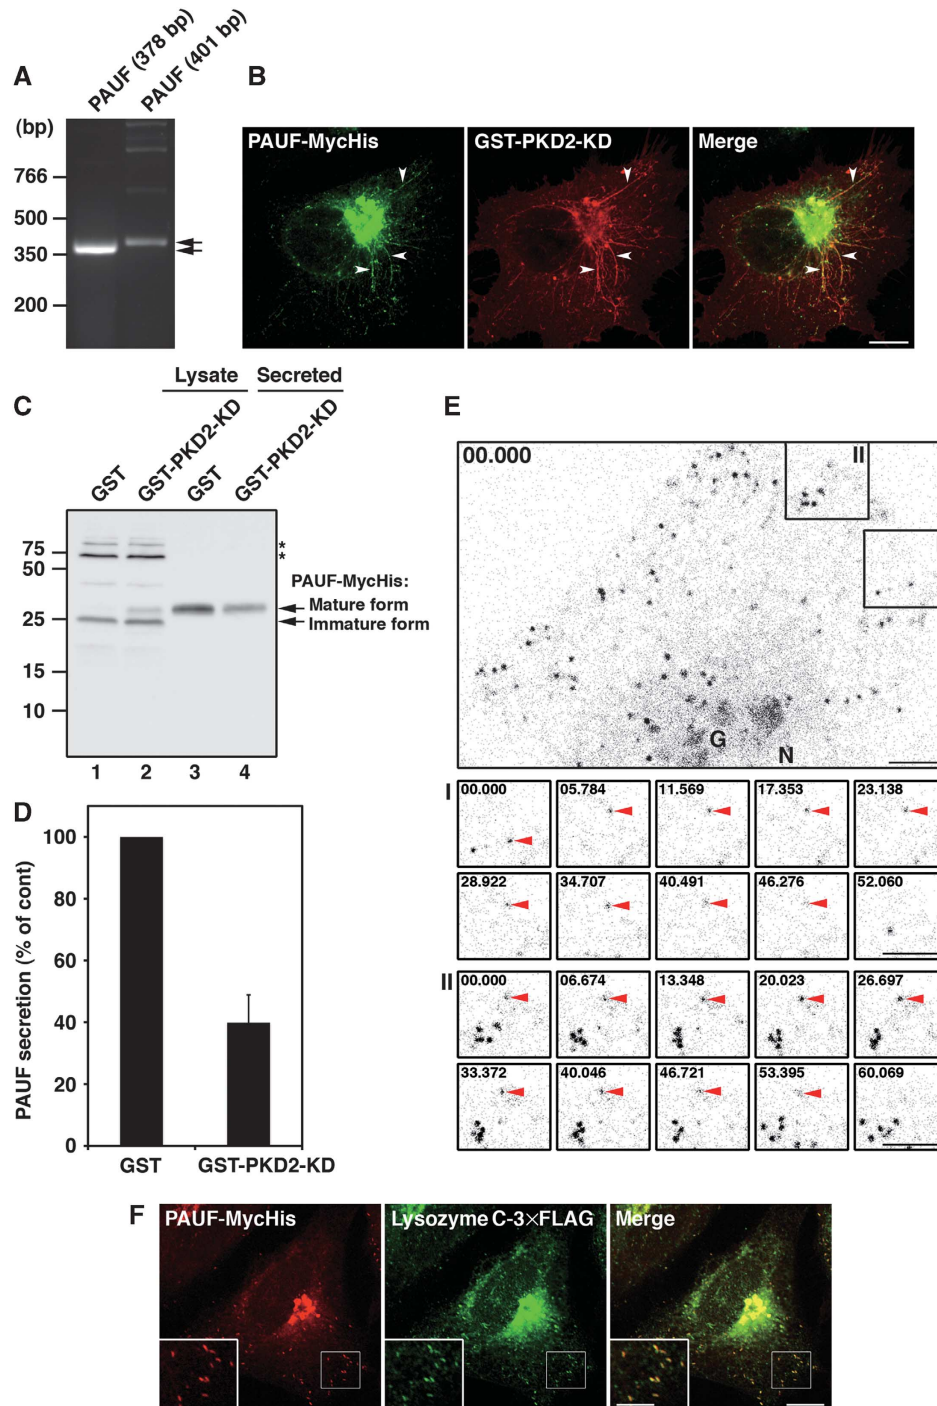 A
PAUF (378 bp)
PAUF (401 bp)
(bp)
766
500
350
200
B
PAUF-MycHis
GST-PKD2-KD
Merge
C
Lysate
Secreted
GST
GST-PKD2-KD
GST
GST-PKD2-KD
75
50
25
15
10
*
*
PAUF-MycHis:
Mature form
Immature form
1 2 3 4
D
PAUF secretion (% of cont)
100
80
60
40
20
0
GST GST-PKD2-KD
E
00.000
II
G
N
I
00.000 05.784 11.569 17.353 23.138
28.922 34.707 40.491 46.276 52.060
II
00.000 06.674 13.348 20.023 26.697
33.372 40.046 46.721 53.395 60.069
F
PAUF-MycHis
Lysozyme C-3×FLAG
Merge